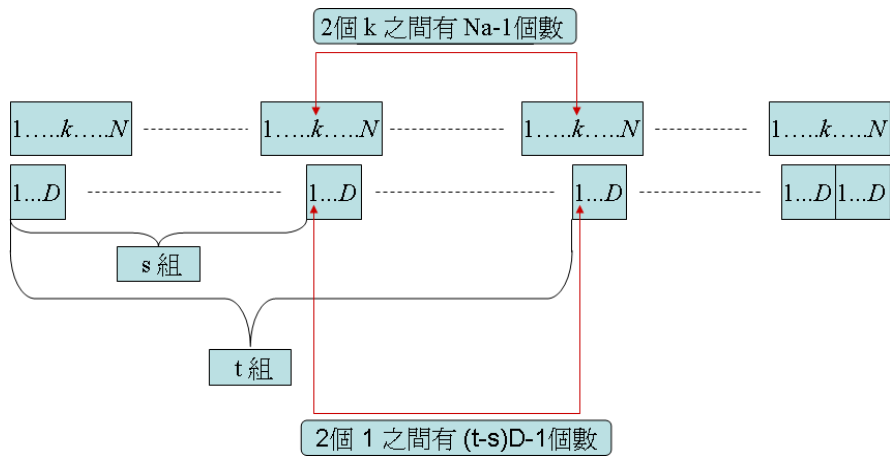 2個 k 之間有 Na-1個數
1…..k…..N 1…..k…..N 1…..k…..N 1…..k…..N
1...D 1...D 1...D 1...D 1...D
s 組
t 組
2個 1 之間有 (t-s)D-1個數